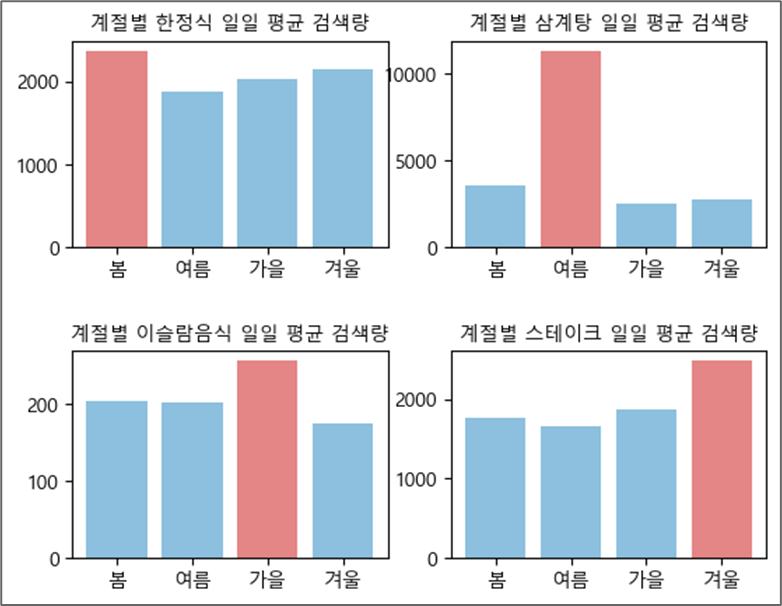 계절별 한정식 일일 평균 검색량
2000
1000
0
봄 여름 가을 겨울
계절별 삼계탕 일일 평균 검색량
10000
5000
0
봄 여름 가을 겨울
계절별 이슬람음식 일일 평균 검색량
200
100
0
봄 여름 가을 겨울
계절별 스테이크 일일 평균 검색량
2000
1000
0
봄 여름 가을 겨울